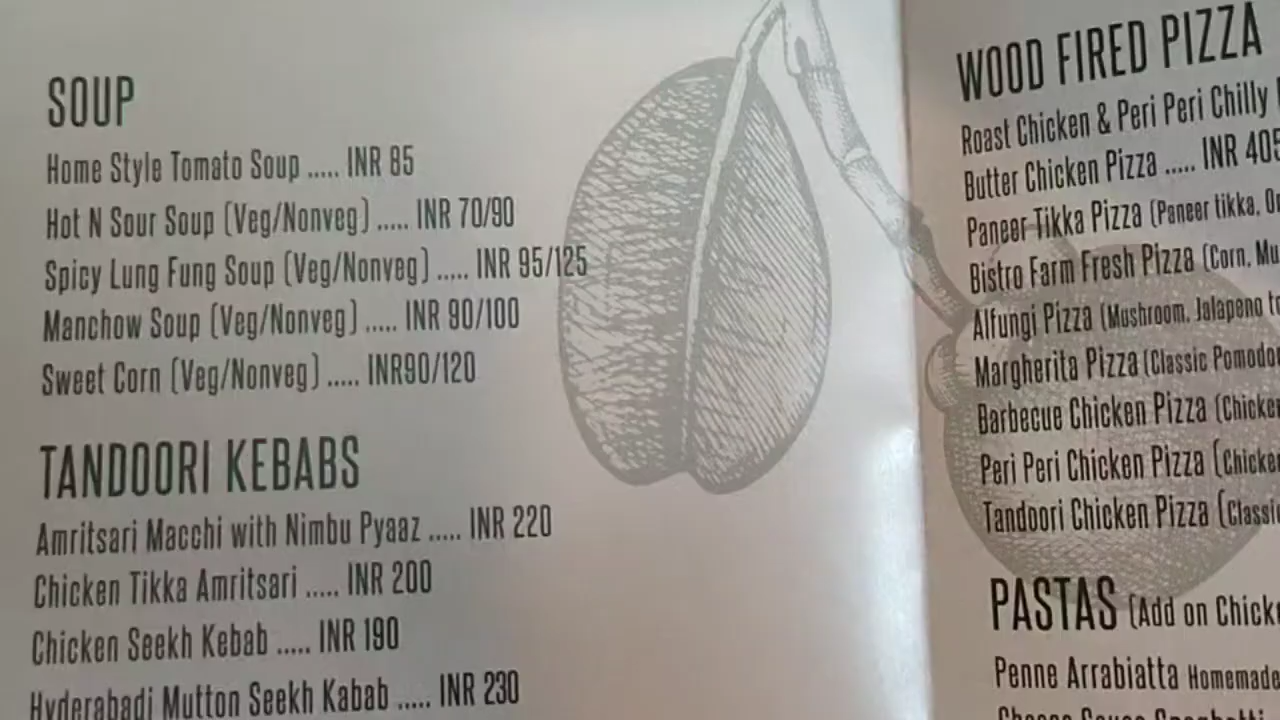 SOUP
Home Style Tomato Soup ..... INR 85
Hot N Sour Soup (Veg/Nonveg) ..... INR 70/90
Spicy Lung Fung Soup (Veg/Nonveg) ..... INR 95/125
Manchow Soup (Veg/Nonveg) ..... INR 90/100
Sweet Corn (Veg/Nonveg) ..... INR90/120
TANDOORI KEBABS
Amritsari Macchi with Nimbu Pyaaz ..... INR 220
Chicken Tikka Amritsari ..... INR 200
Chicken Seekh Kebab ..... INR 190
Hyderabadi Mutton Seekh Kabab ..... INR 230
WOOD FIRED PIZZA
Roast Chicken & Peri Peri Chilly
Butter Chicken Pizza ..... INR 405
Paneer Tikka Pizza (Paneer tikka,
Bistro Farm Fresh Pizza (Corn,
Alfungi Pizza (Mushroom, Jalapeno
Margherita Pizza (Classic
Barbecue Chicken Pizza (Chicken
Peri Peri Chicken Pizza (Chicken
Tandoori Chicken Pizza (Classic
PASTAS (Add on
Penne Arrabiatta Homemade